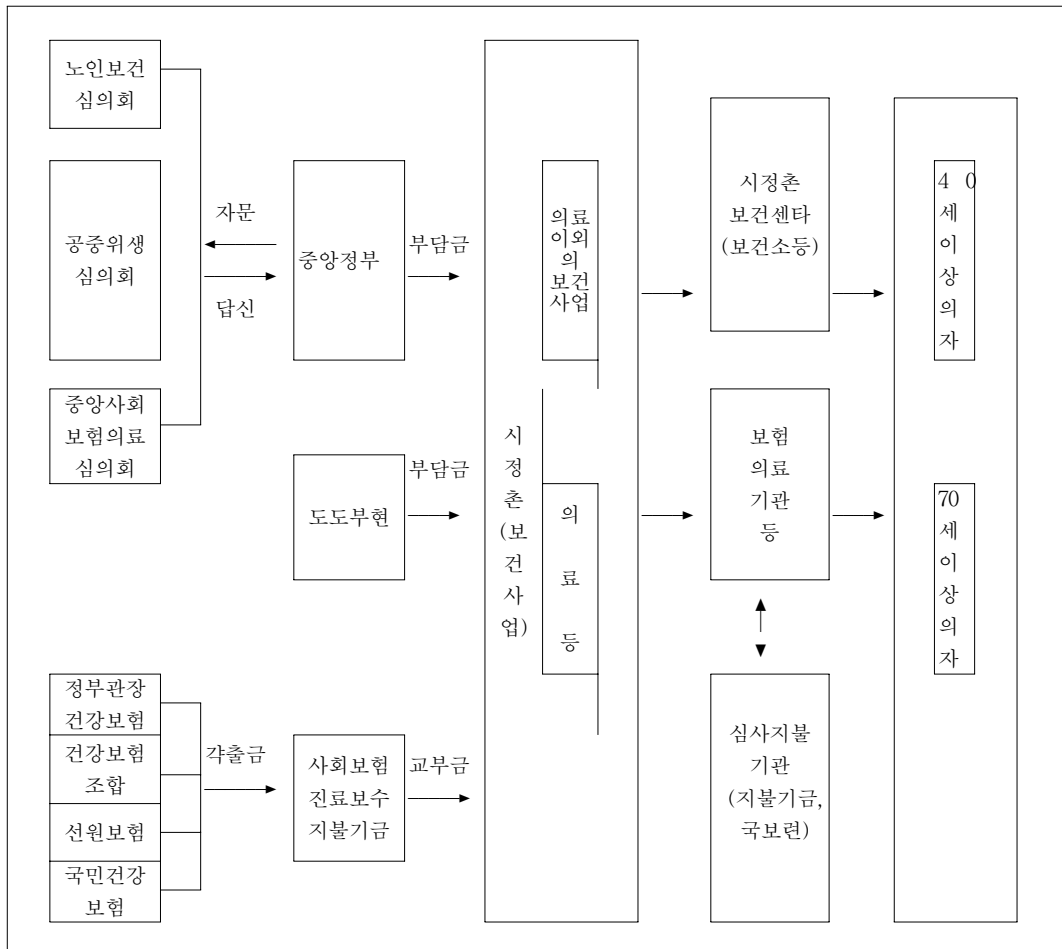 노인보건
심의회
공중위생
심의회
중앙사회
보험의료
심의회
자문
답신
중앙정부
부담금
도도부현
부담금
정부관장
건강보험
건강보험
조합
선원보험
국민건강
보험
갹출금
사회보험
진료보수
지불기금
교부금
시
정
촌
(보
건
사
업)
의료
이외
의
보건
사업
의
료
등
시정촌
보건센타
(보건소등)
보험
의료
기관
등
심사지불
기관
(지불기금,
국보련)
4 0
세
이
상
의
자
70
세
이
상
의
자